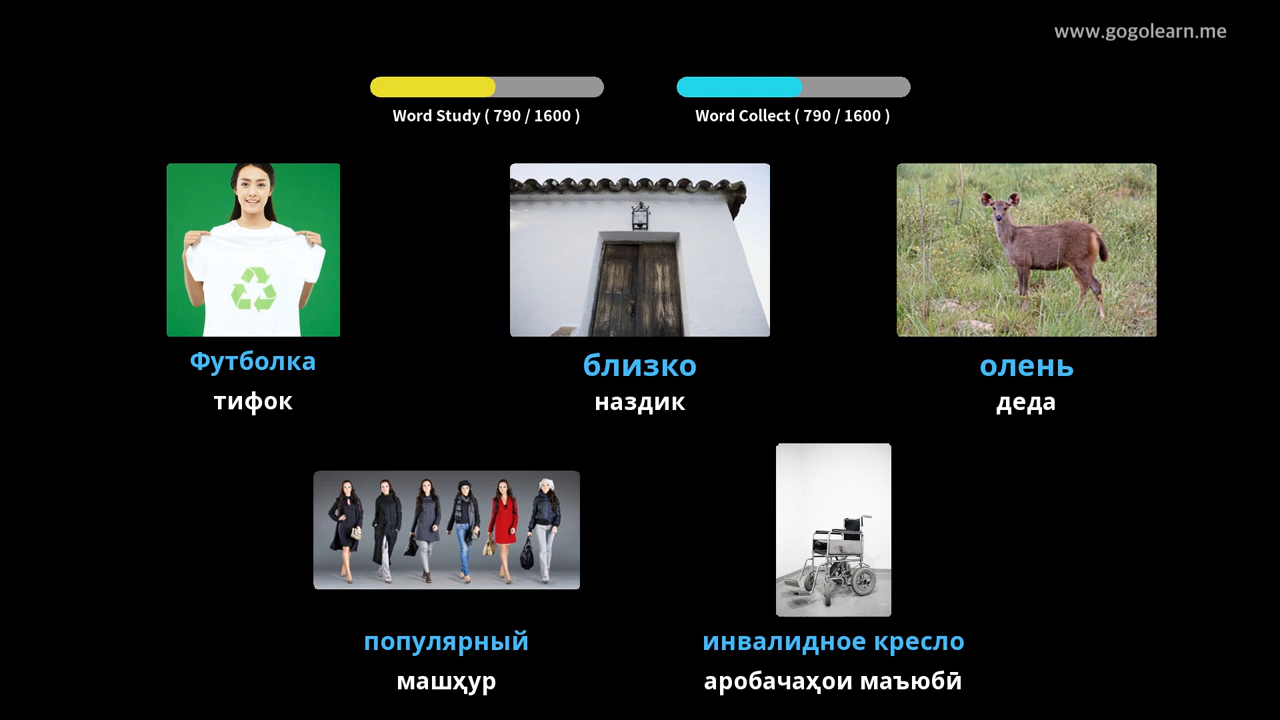 www.gogolearn.me
Word Study ( 790 / 1600 )
Word Collect ( 790 / 1600 )
Футболка
тифок
близко
наздик
олень
деда
популярный
машҳур
инвалидное кресло
аробачаҳои маъюбӣ